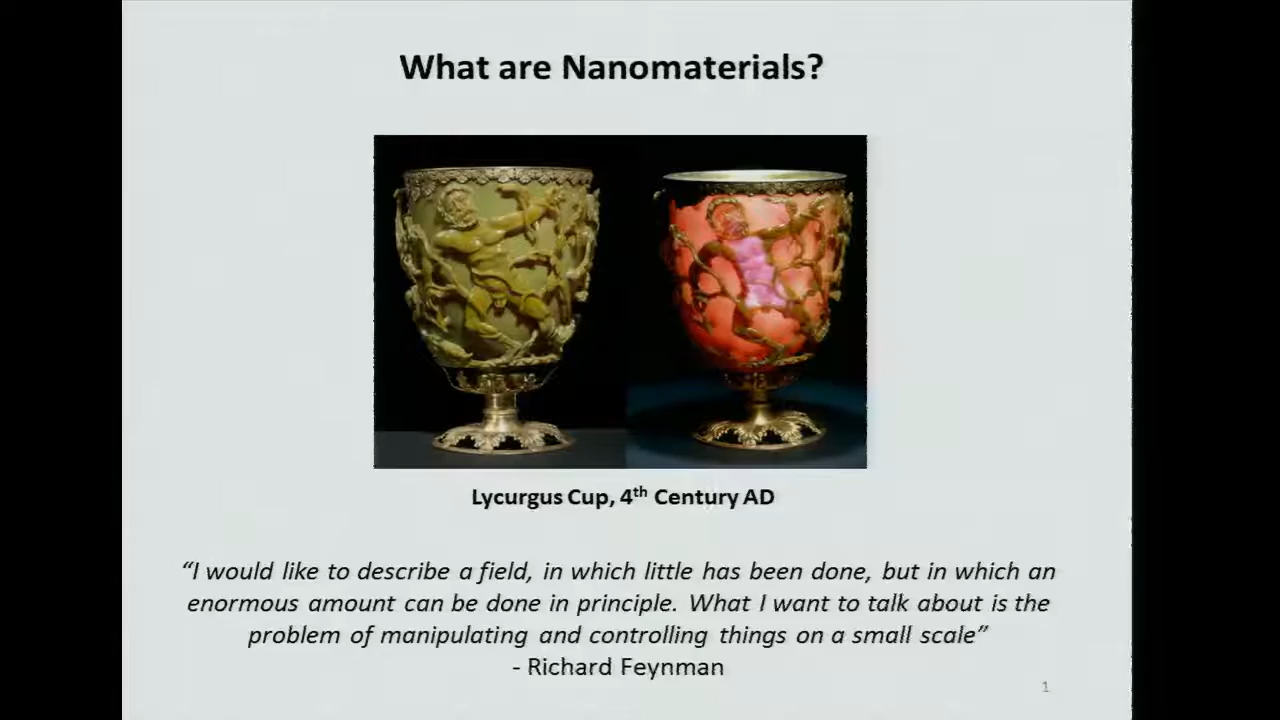 What are Nanomaterials?
Lycurgus Cup, 4th Century AD
“I would like to describe a field, in which little has been done, but in which an
enormous amount can be done in principle. What I want to talk about is the
problem of manipulating and controlling things on a small scale”
- Richard Feynman
1